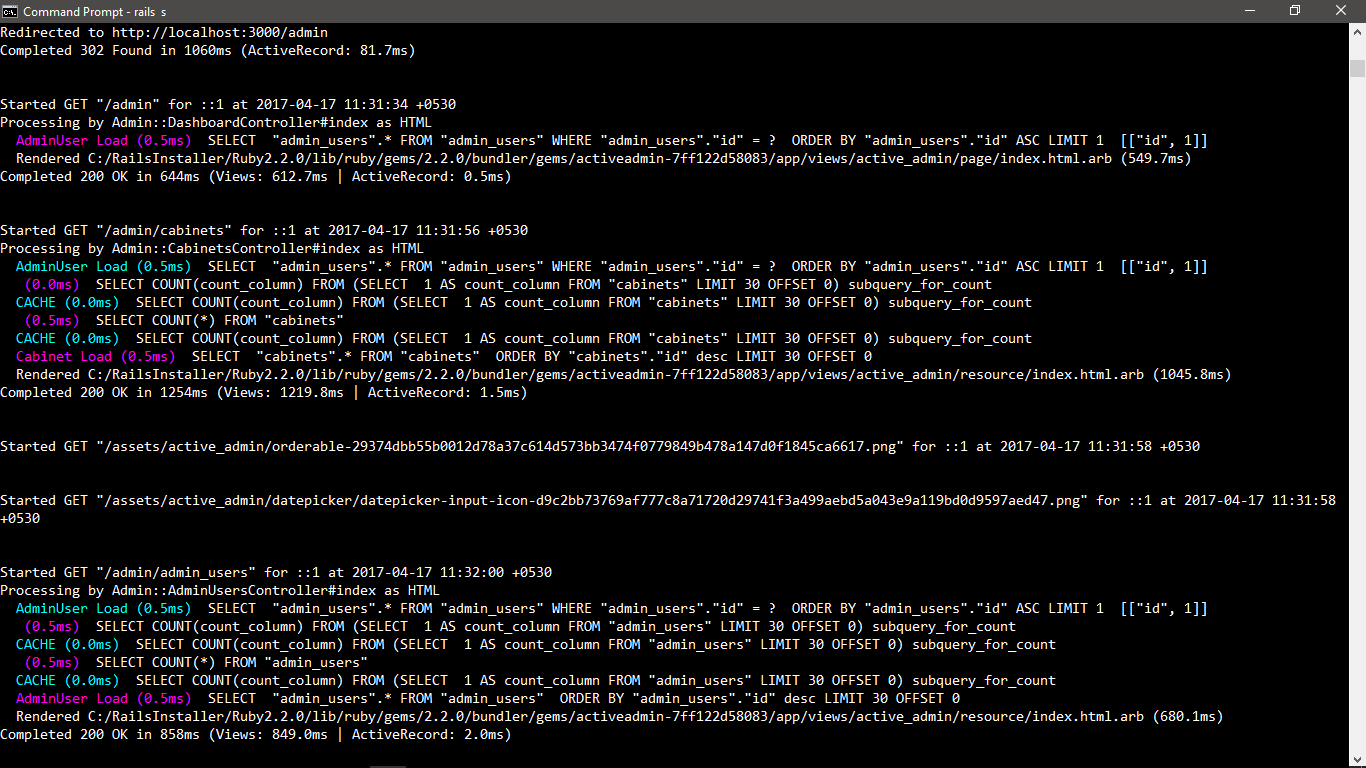 Command Prompt - rails  s
Redirected to http://localhost:3000/admin
Completed 302 Found in 1060ms (ActiveRecord: 81.7ms)
Started GET "/admin" for ::1 at 2017-04-17 11:31:34 +0530
Processing by Admin::DashboardController#index as HTML
  AdminUser Load (0.5ms)  SELECT  "admin_users".* FROM "admin_users" WHERE "admin_users"."id" = ?  ORDER BY "admin_users"."id" ASC LIMIT 1  [["id", 1]]
  Rendered C:/RailsInstaller/Ruby2.2.0/lib/ruby/gems/2.2.0/bundler/gems/activeadmin-7ff122d58083/app/views/active_admin/page/index.html.arb (549.7ms)
Completed 200 OK in 644ms (Views: 612.7ms | ActiveRecord: 0.5ms)
Started GET "/admin/cabinets" for ::1 at 2017-04-17 11:31:56 +0530
Processing by Admin::CabinetsController#index as HTML
  AdminUser Load (0.5ms)  SELECT  "admin_users".* FROM "admin_users" WHERE "admin_users"."id" = ?  ORDER BY "admin_users"."id" ASC LIMIT 1  [["id", 1]]
   (0.0ms)  SELECT COUNT(count_column) FROM (SELECT  1 AS count_column FROM "cabinets" LIMIT 30 OFFSET 0) subquery_for_count
  CACHE (0.0ms)  SELECT COUNT(count_column) FROM (SELECT  1 AS count_column FROM "cabinets" LIMIT 30 OFFSET 0) subquery_for_count
   (0.5ms)  SELECT COUNT(*) FROM "cabinets"
  CACHE (0.0ms)  SELECT COUNT(count_column) FROM (SELECT  1 AS count_column FROM "cabinets" LIMIT 30 OFFSET 0) subquery_for_count
  Cabinet Load (0.5ms)  SELECT  "cabinets".* FROM "cabinets"  ORDER BY "cabinets"."id" desc LIMIT 30 OFFSET 0
  Rendered C:/RailsInstaller/Ruby2.2.0/lib/ruby/gems/2.2.0/bundler/gems/activeadmin-7ff122d58083/app/views/active_admin/resource/index.html.arb (1045.8ms)
Completed 200 OK in 1254ms (Views: 1219.8ms | ActiveRecord: 1.5ms)
Started GET "/assets/active_admin/orderable-29374dbb55b0012d78a37c614d573bb3474f0779849b478a147d0f1845ca6617.png" for ::1 at 2017-04-17 11:31:58 +0530
Started GET "/assets/active_admin/datepicker/datepicker-input-icon-d9c2bb73769af777c8a71720d29741f3a499aebd5a043e9a119bd0d9597aed47.png" for ::1 at 2017-04-17 11:31:58
+0530
Started GET "/admin/admin_users" for ::1 at 2017-04-17 11:32:00 +0530
Processing by Admin::AdminUsersController#index as HTML
  AdminUser Load (0.5ms)  SELECT  "admin_users".* FROM "admin_users" WHERE "admin_users"."id" = ?  ORDER BY "admin_users"."id" ASC LIMIT 1  [["id", 1]]
   (0.5ms)  SELECT COUNT(count_column) FROM (SELECT  1 AS count_column FROM "admin_users" LIMIT 30 OFFSET 0) subquery_for_count
  CACHE (0.0ms)  SELECT COUNT(count_column) FROM (SELECT  1 AS count_column FROM "admin_users" LIMIT 30 OFFSET 0) subquery_for_count
   (0.5ms)  SELECT COUNT(*) FROM "admin_users"
  CACHE (0.0ms)  SELECT COUNT(count_column) FROM (SELECT  1 AS count_column FROM "admin_users" LIMIT 30 OFFSET 0) subquery_for_count
  AdminUser Load (0.5ms)  SELECT  "admin_users".* FROM "admin_users"  ORDER BY "admin_users"."id" desc LIMIT 30 OFFSET 0
  Rendered C:/RailsInstaller/Ruby2.2.0/lib/ruby/gems/2.2.0/bundler/gems/activeadmin-7ff122d58083/app/views/active_admin/resource/index.html.arb (680.1ms)
Completed 200 OK in 858ms (Views: 849.0ms | ActiveRecord: 2.0ms)